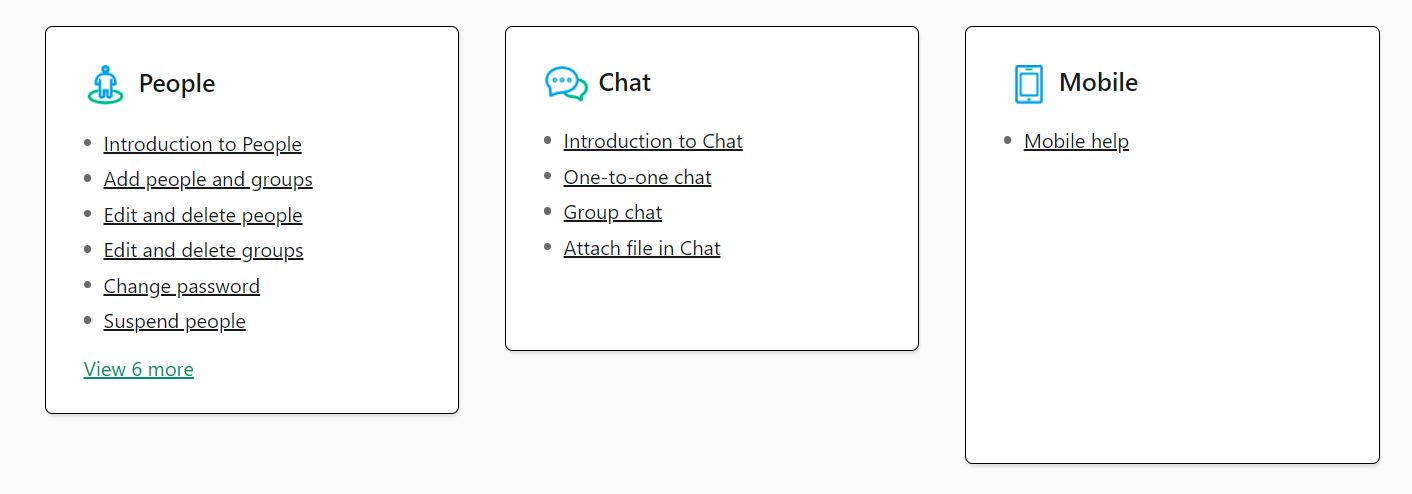 People
Introduction to People
Add people and groups
Edit and delete people
Edit and delete groups
Change password
Suspend people
View 6 more
Chat
Introduction to Chat
One-to-one chat
Group chat
Attach file in Chat
Mobile
Mobile help